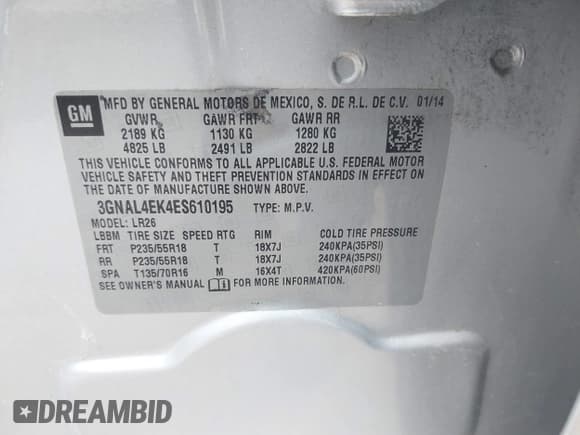 GM
MFD BY GENERAL MOTORS DE MEXICO, S. DE R.L. DE C.V. 01/14
GVWR GAWR FRT GAWR RR
2189 KG 1130 KG 1280 KG
4825 LB 2491 LB 2822 LB
THIS VEHICLE CONFORMS TO ALL APPLICABLE U.S. FEDERAL MOTOR
VEHICLE SAFETY AND THEFT PREVENTION STANDARDS IN EFFECT ON
THE DATE OF MANUFACTURE SHOWN ABOVE.
3GNAL4EK4ES610195 TYPE: M.P.V.
MODEL: LR26
LBBM TIRE SIZE SPEED RTG RIM COLD TIRE PRESSURE
FRT P235/55R18 T 18X7J 240KPA(35PSI)
RR P235/55R18 T 18X7J 240KPA(35PSI)
SPA T135/70R16 M 16X4T 420KPA(60PSI)
SEE OWNER'S MANUAL FOR MORE INFORMATION.
DREAMBID